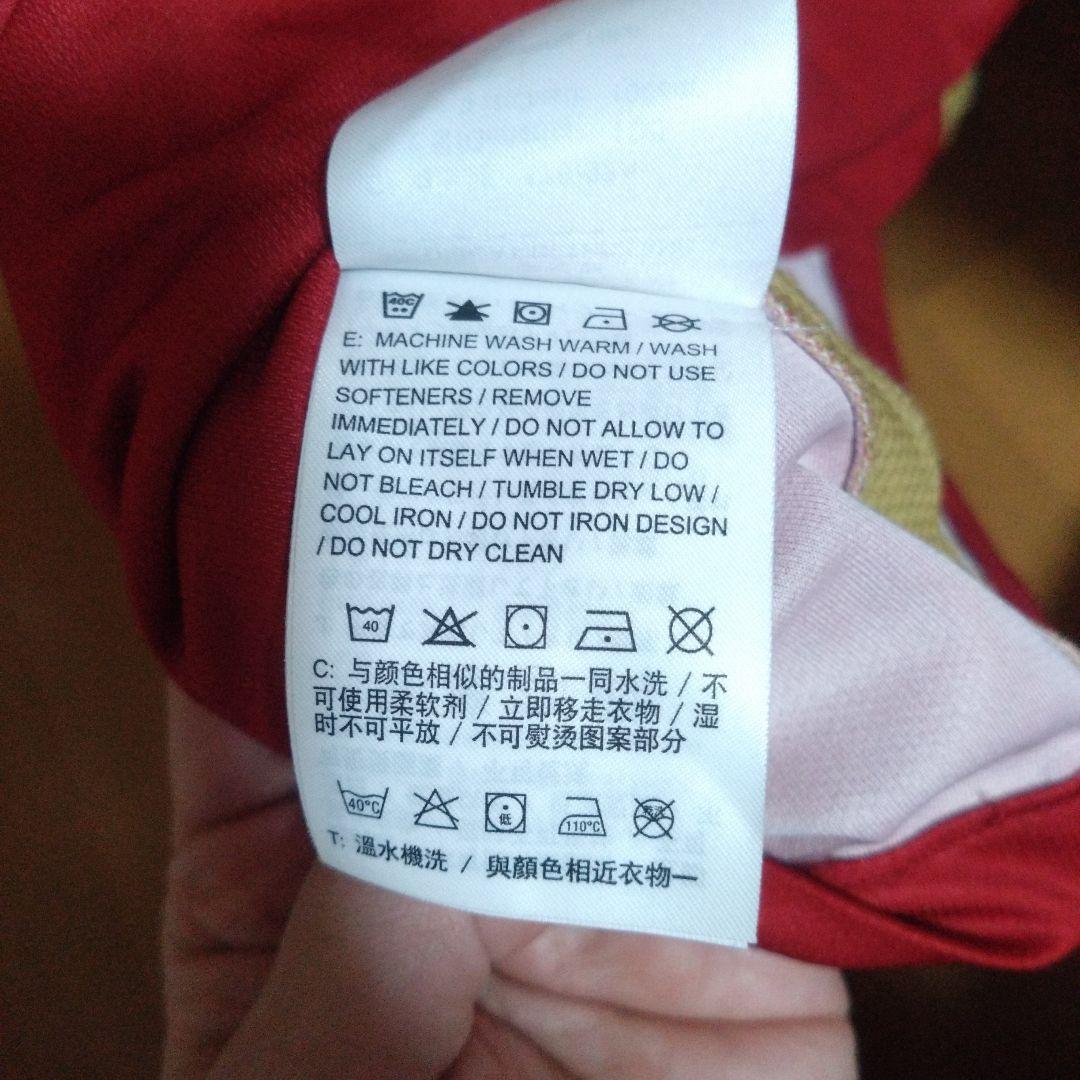 40C
E: MACHINE WASH WARM / WASH
WITH LIKE COLORS / DO NOT USE
SOFTENERS / REMOVE
IMMEDIATELY / DO NOT ALLOW TO
LAY ON ITSELF WHEN WET / DO
NOT BLEACH / TUMBLE DRY LOW /
COOL IRON / DO NOT IRON DESIGN
/ DO NOT DRY CLEAN
40
C: 与颜色相似的制品一同水洗 / 不
可使用柔软剂 / 立即移走衣物 / 湿
时不可平放 / 不可熨烫图案部分
40°C 低 110°C
T: 溫水機洗 / 與顏色相近衣物一